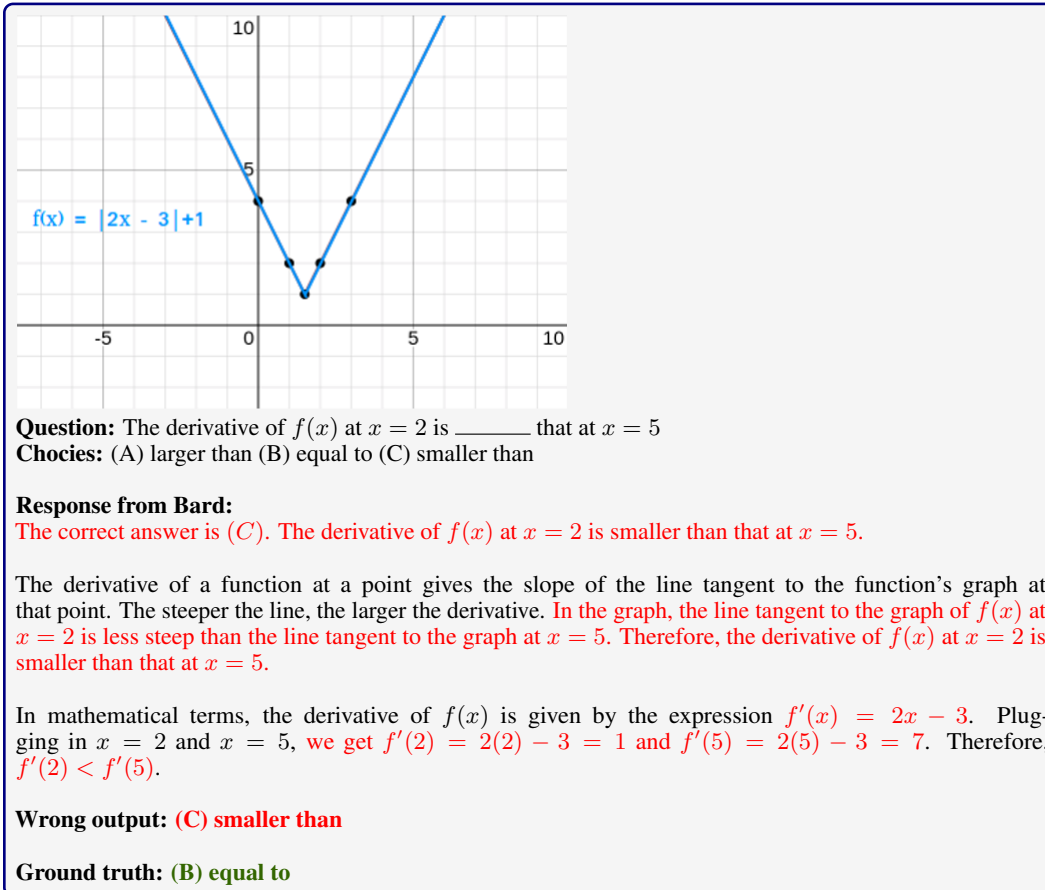 10
5
f(x) = |2x - 3|+1
-5 0 5 10
Question: The derivative of f(x) at x = 2 is ______ that at x = 5
Chocies: (A) larger than (B) equal to (C) smaller than
Response from Bard:
The correct answer is (C). The derivative of f(x) at x = 2 is smaller than that at x = 5.
The derivative of a function at a point gives the slope of the line tangent to the function's graph at
that point. The steeper the line, the larger the derivative. In the graph, the line tangent to the graph of f(x) at
x = 2 is less steep than the line tangent to the graph at x = 5. Therefore, the derivative of f(x) at x = 2 is
smaller than that at x = 5.
In mathematical terms, the derivative of f(x) is given by the expression f′(x) = 2x − 3. Plug-
ging in x = 2 and x = 5, we get f′(2) = 2(2) − 3 = 1 and f′(5) = 2(5) − 3 = 7. Therefore,
f′(2) < f′(5).
Wrong output: (C) smaller than
Ground truth: (B) equal to